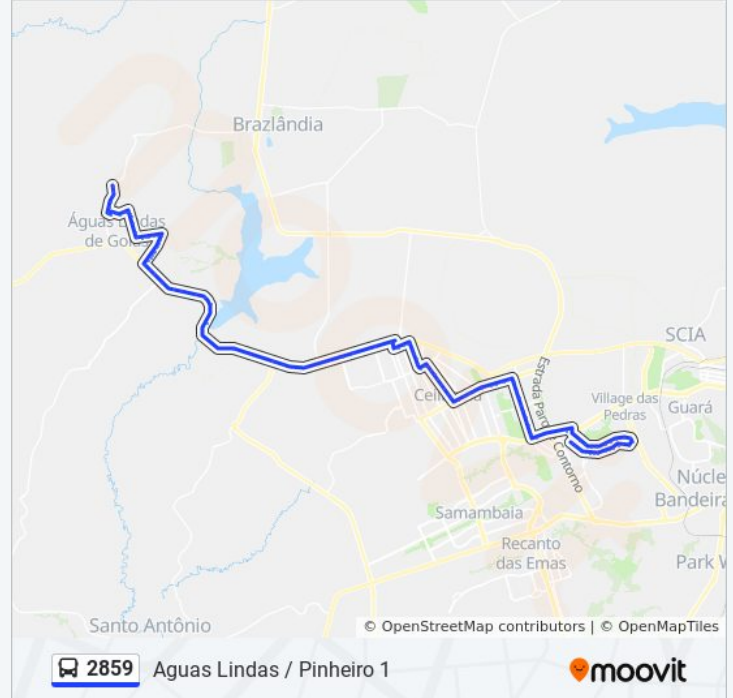 Brazlândia
Águas Lindas
de Goiás
SCIA
Estrada Parque Contorno
Village das
Pedras
Guará
Ceilândia
Núcle
Bandeira
Samambaia
Recanto
das Emas
Park W
Santo Antônio
© OpenStreetMap contributors | © OpenMapTiles
2859 Aguas Lindas / Pinheiro 1
moovit